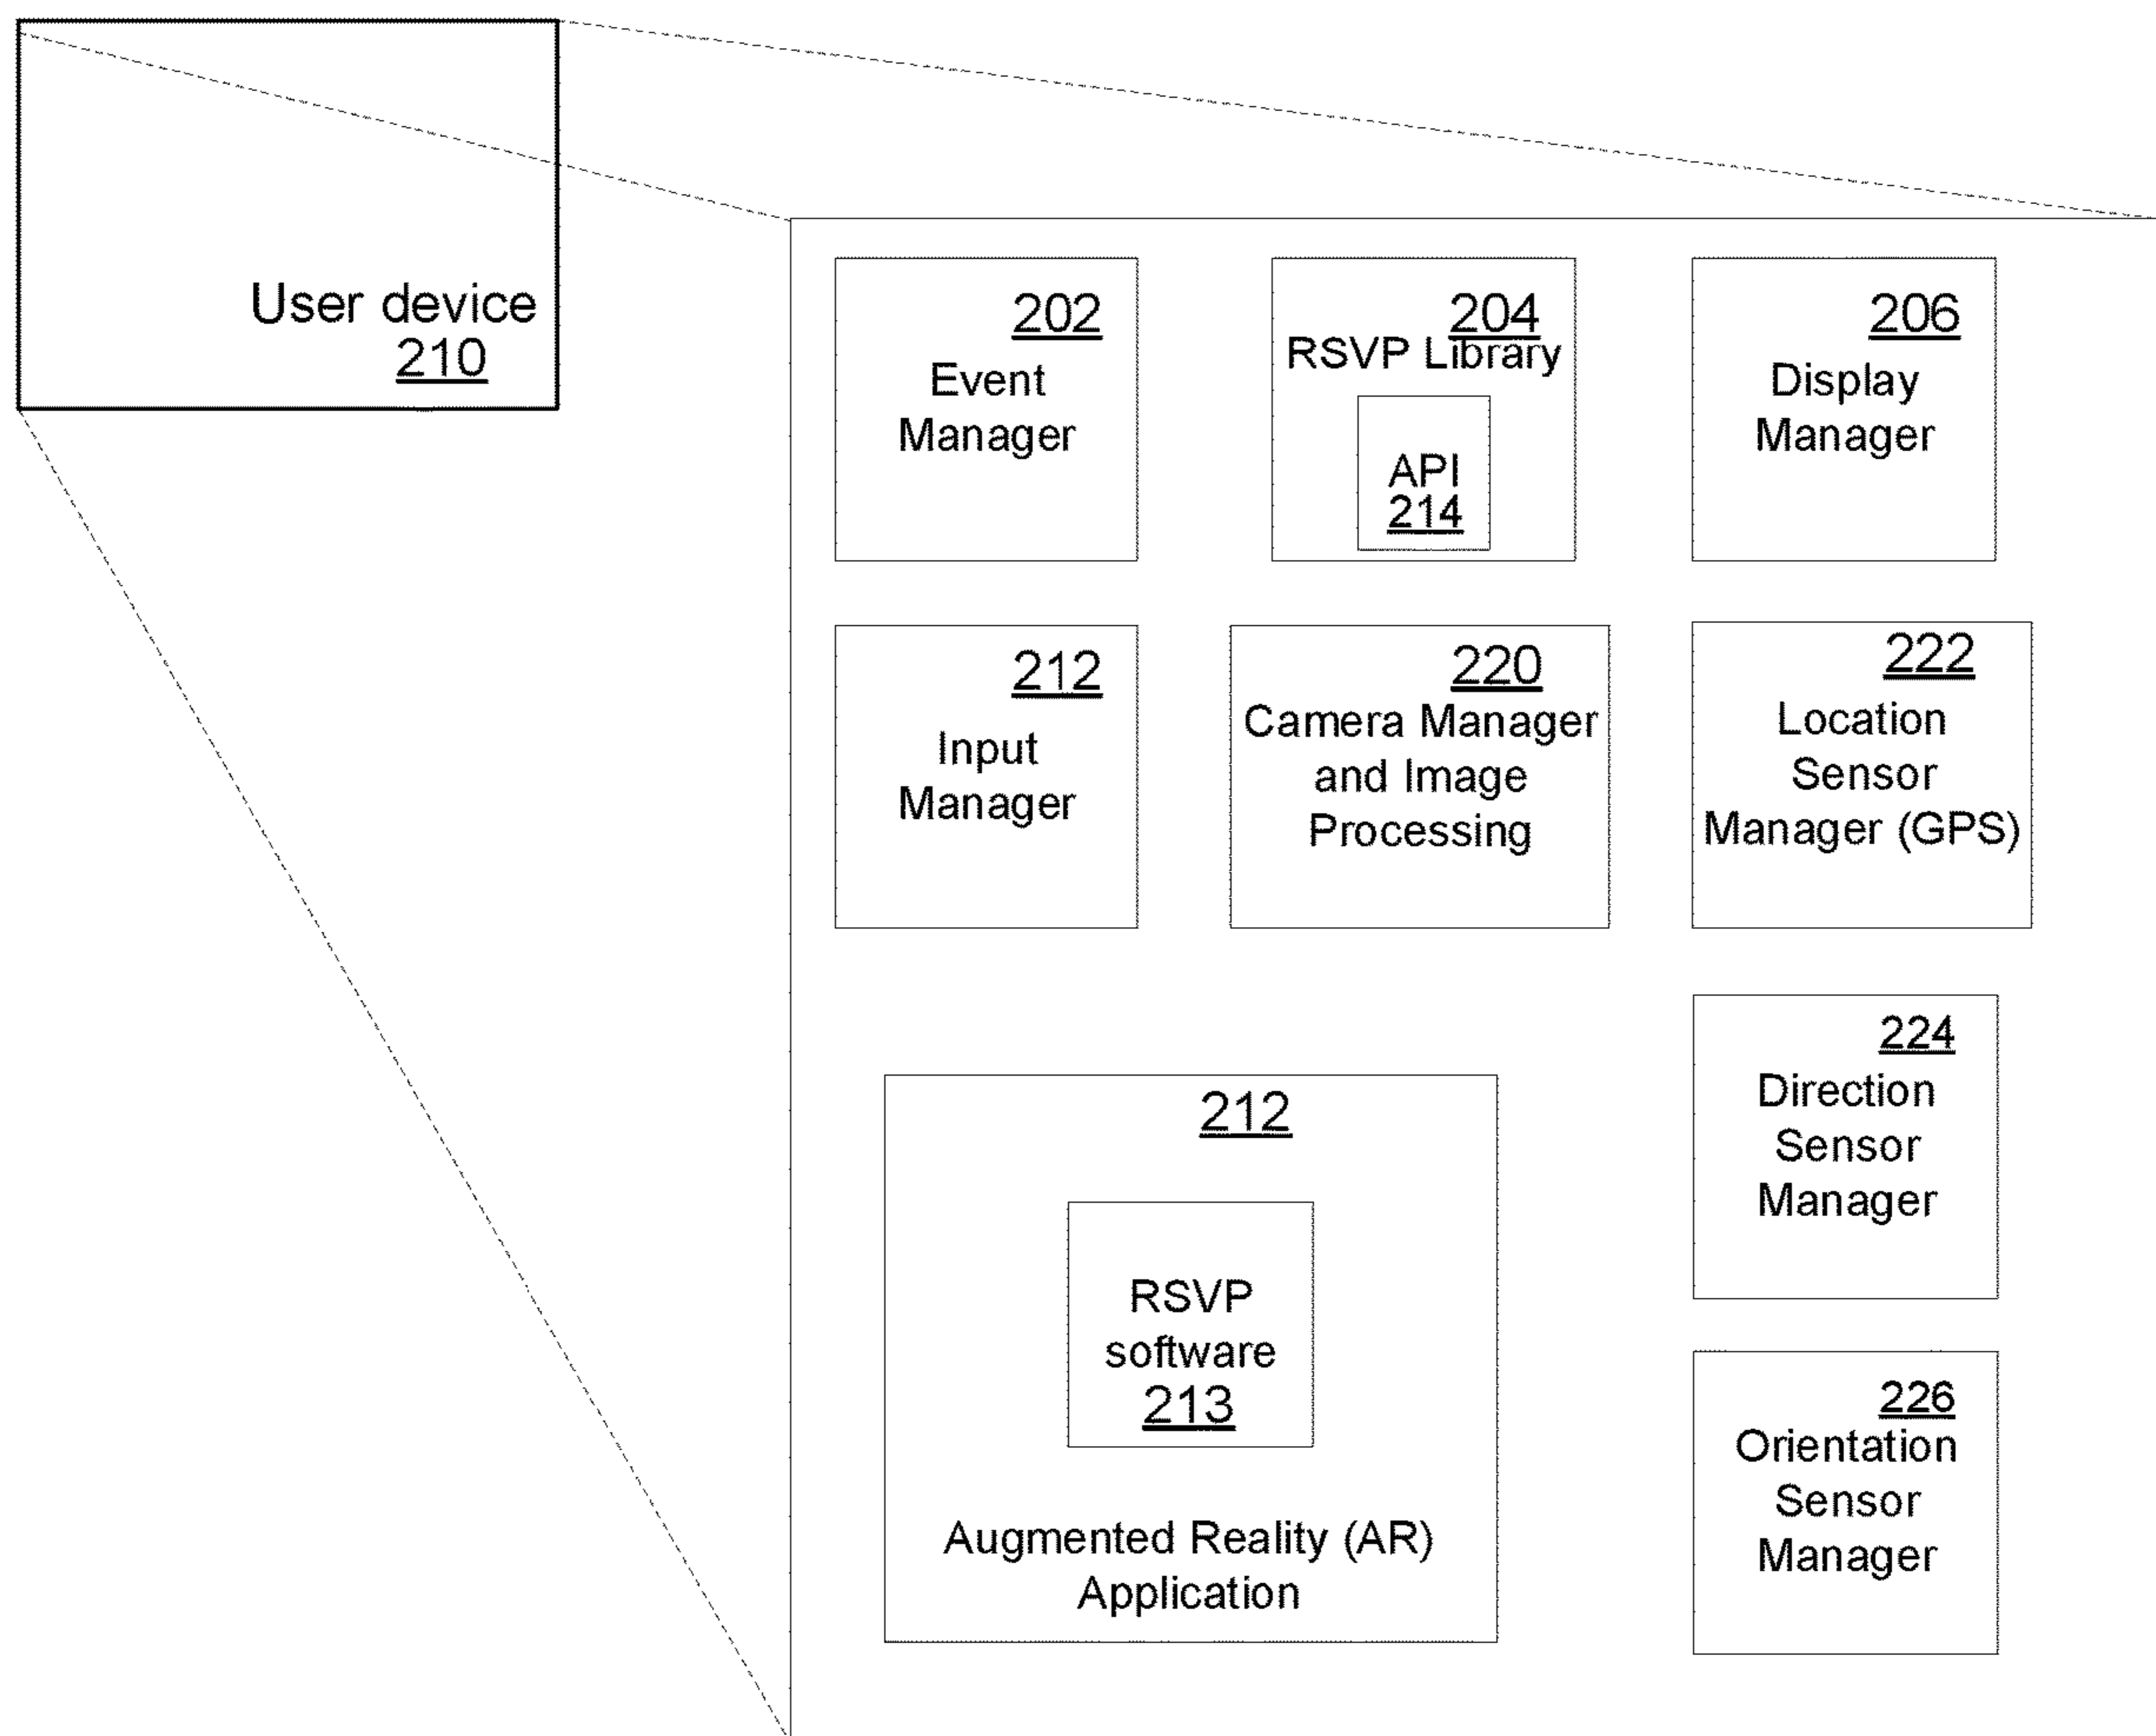 User device
210
202
Event
Manager
204
RSVP Library
API
214
206
Display
Manager
212
Input
Manager
220
Camera Manager
and Image
Processing
222
Location
Sensor
Manager (GPS)
224
Direction
Sensor
Manager
212
RSVP
software
213
Augmented Reality (AR)
Application
226
Orientation
Sensor
Manager